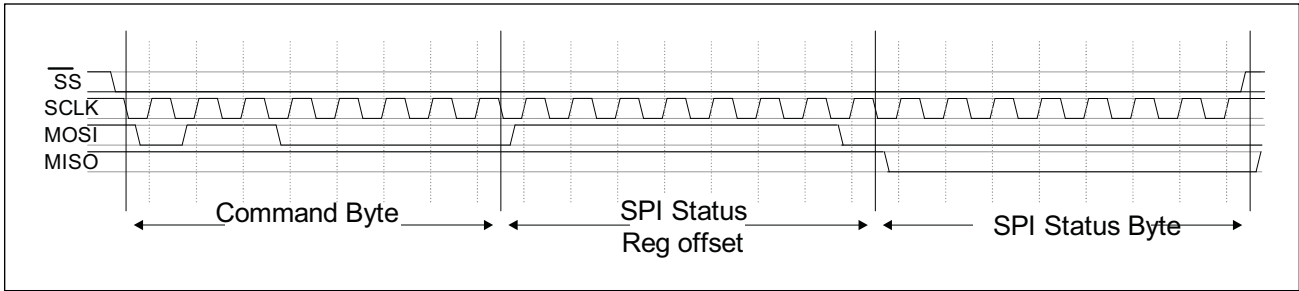 SS
SCLK
MOSI
MISO
Command Byte
SPI Status
Reg offset
SPI Status Byte